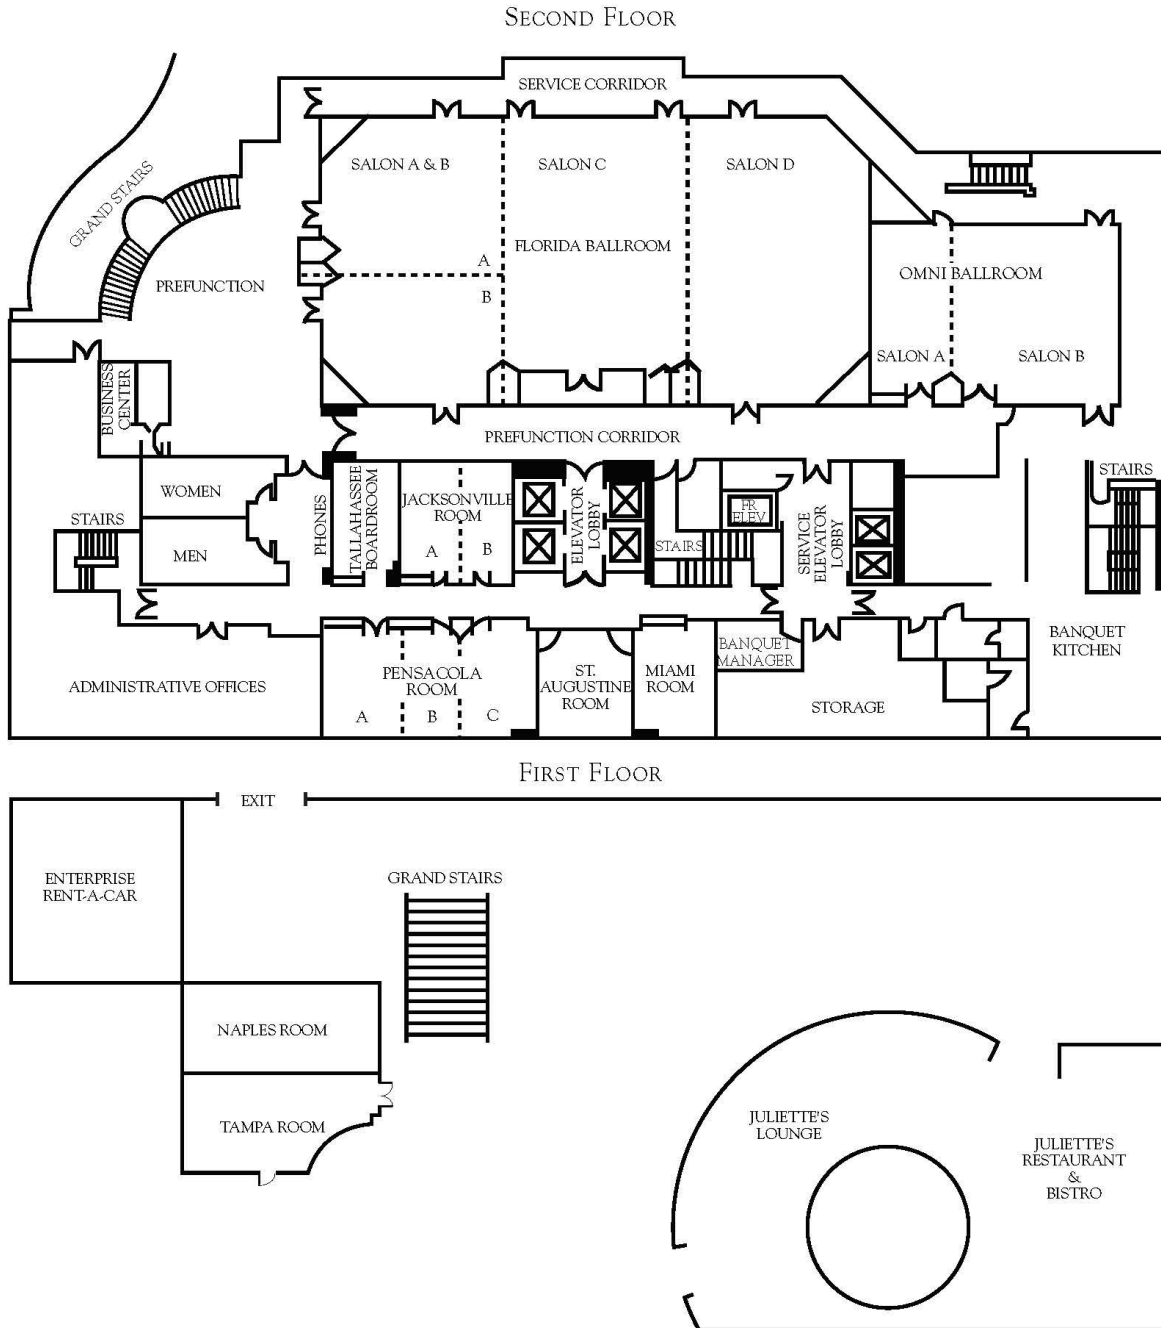 SECOND FLOOR
SERVICE CORRIDOR
SALON A & B
SALON C
SALON D
GRAND STAIRS
FLORIDA BALLROOM
A
B
PREFUNCTION
OMNI BALLROOM
SALON A
SALON B
BUSINESS
CENTER
PREFUNCTION CORRIDOR
WOMEN
MEN
STAIRS
PHONES
TALLAHASSEE
BOARDROOM
JACKSONVILLE
ROOM
A
B
ELEVATOR
LOBBY
STAIRS
FR.
ELEV.
SERVICE
ELEVATOR
LOBBY
STAIRS
ADMINISTRATIVE OFFICES
PENSACOLA
ROOM
A
B
C
ST.
AUGUSTINE
ROOM
MIAMI
ROOM
BANQUET
MANAGER
STORAGE
BANQUET
KITCHEN
FIRST FLOOR
EXIT
ENTERPRISE
RENT-A-CAR
GRAND STAIRS
NAPLES ROOM
TAMPA ROOM
JULIETTE'S
LOUNGE
JULIETTE'S
RESTAURANT
&
BISTRO